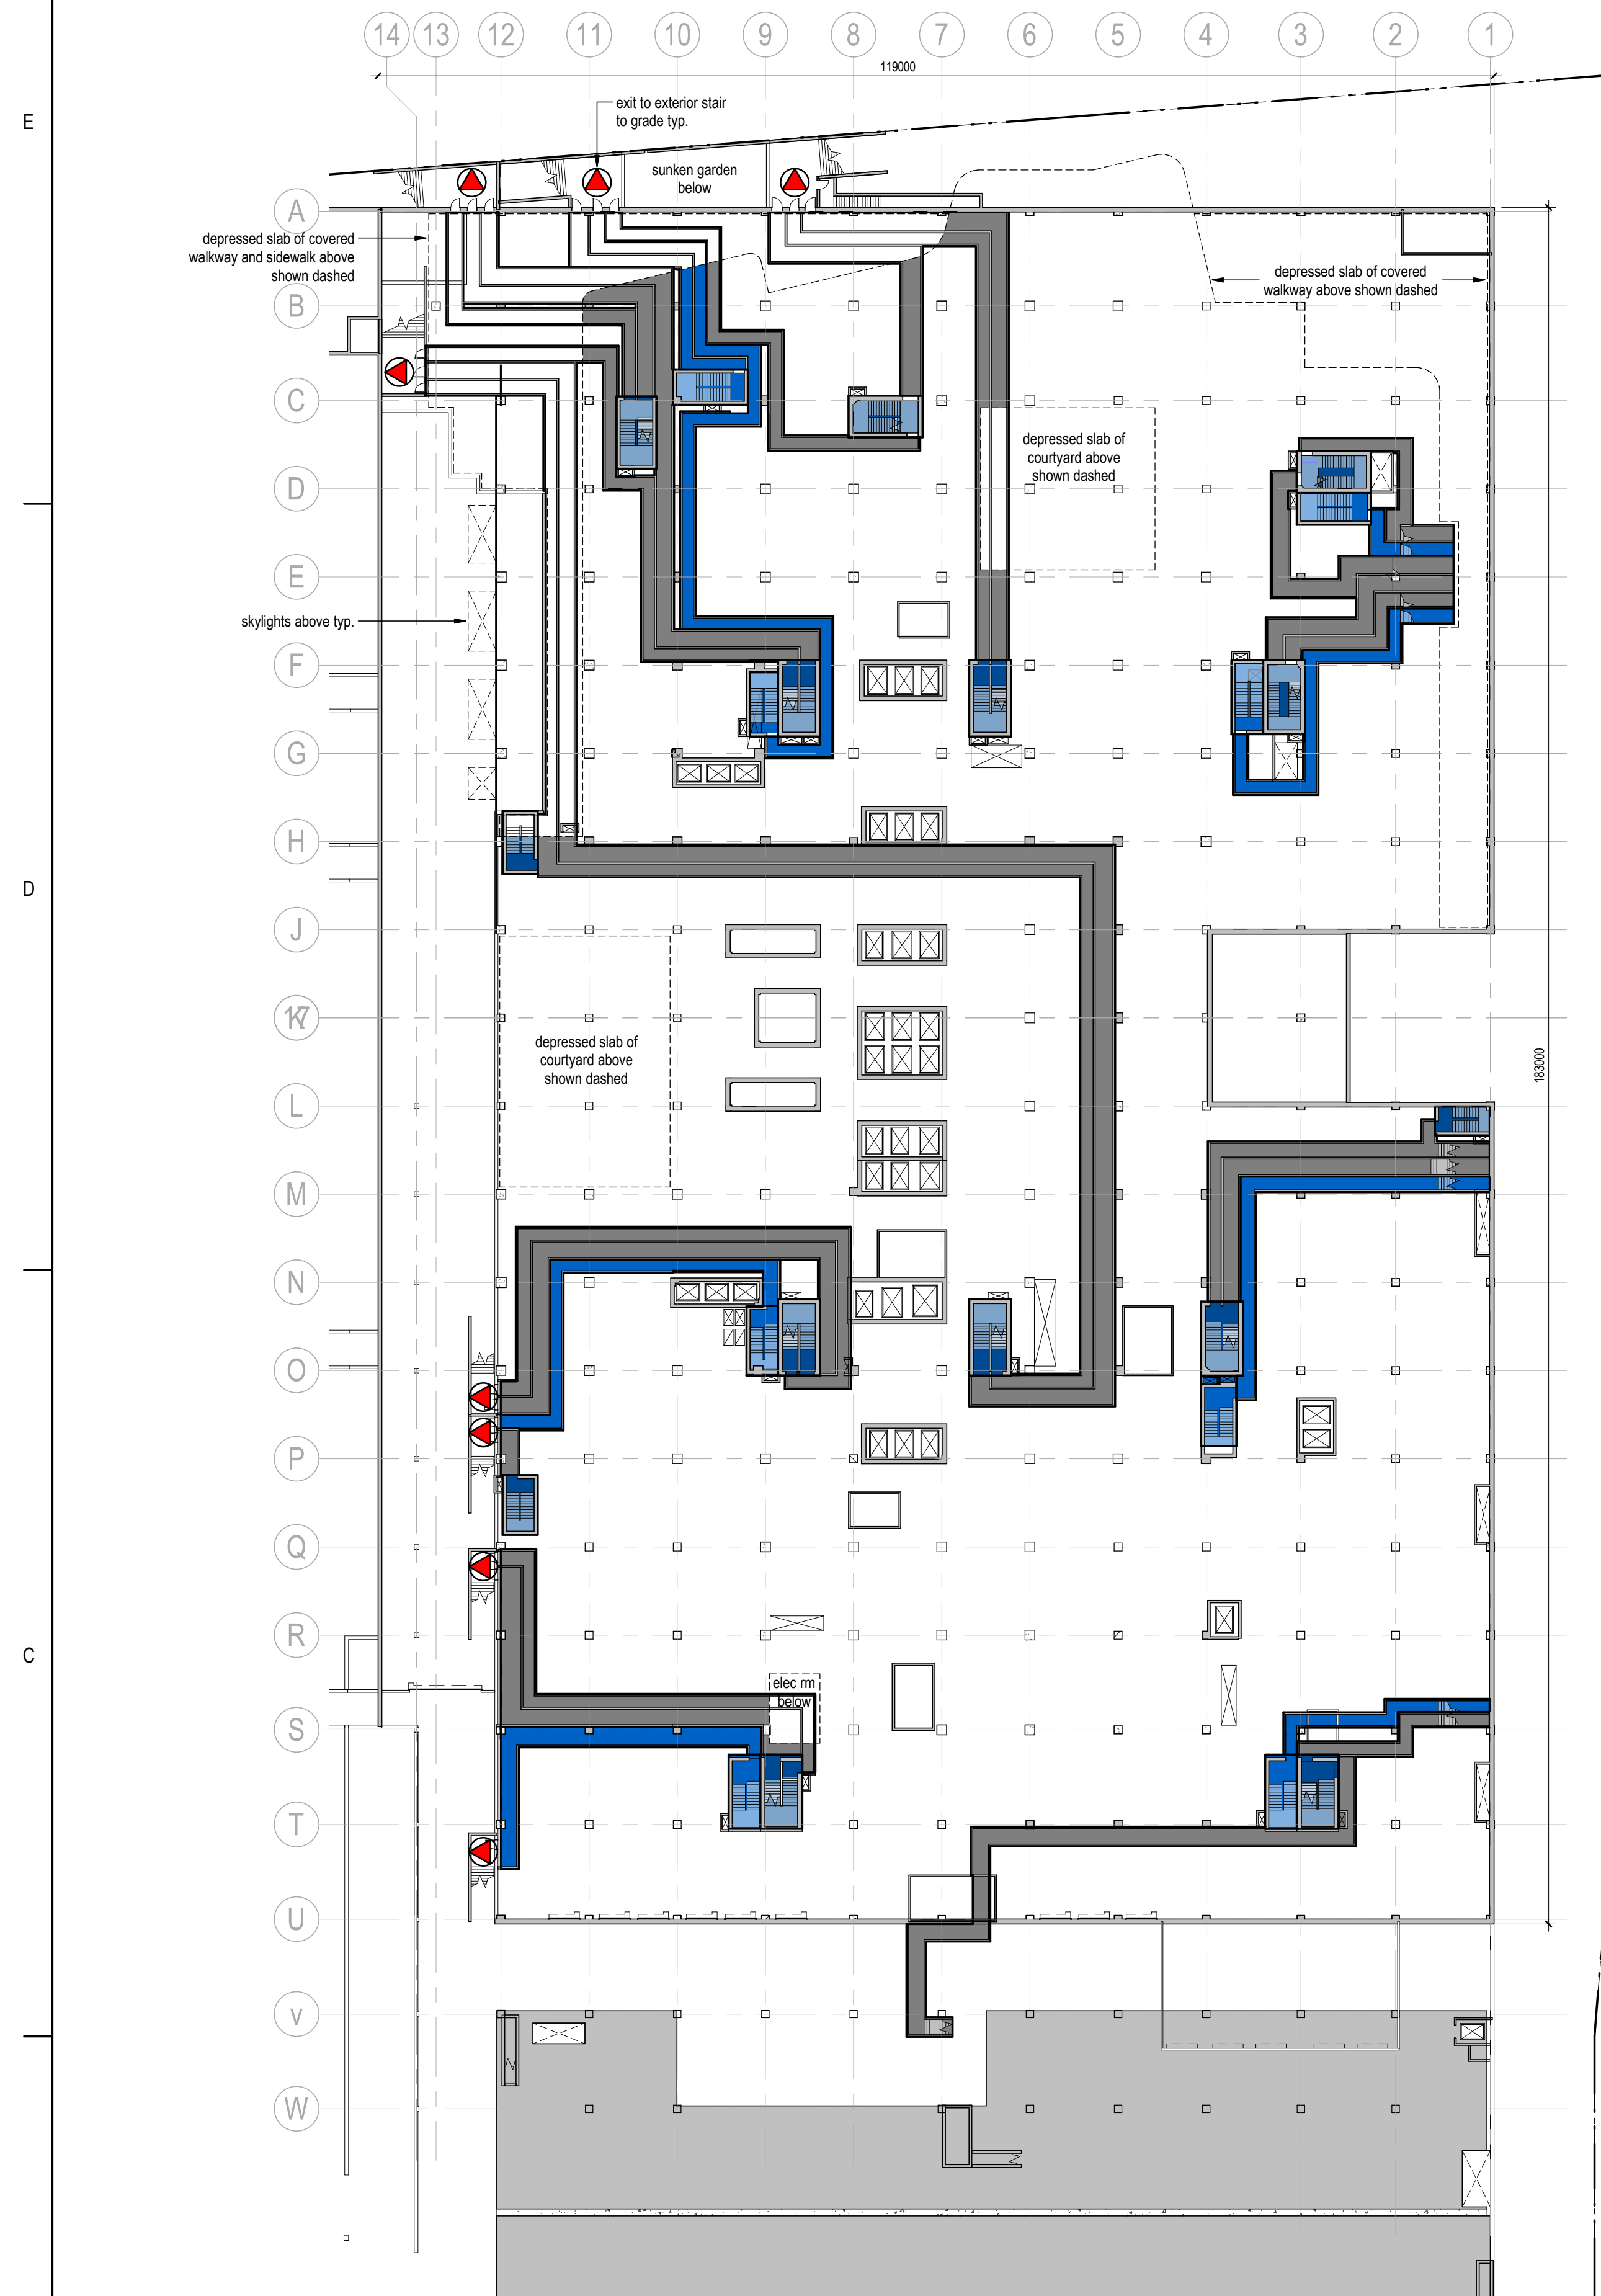 14 13 12 11 10 9 8 7 6 5 4 3 2 1
119000
E
exit to exterior stair
to grade typ.
sunken garden
below
A
depressed slab of covered
walkway and sidewalk above
shown dashed
depressed slab of covered
walkway above shown dashed
B
C
depressed slab of
courtyard above
shown dashed
D
E
skylights above typ.
F
G
H
D
J
17
K
depressed slab of
courtyard above
shown dashed
183000
L
M
N
O
P
Q
R
C
elec rm
below
S
T
U
v
W